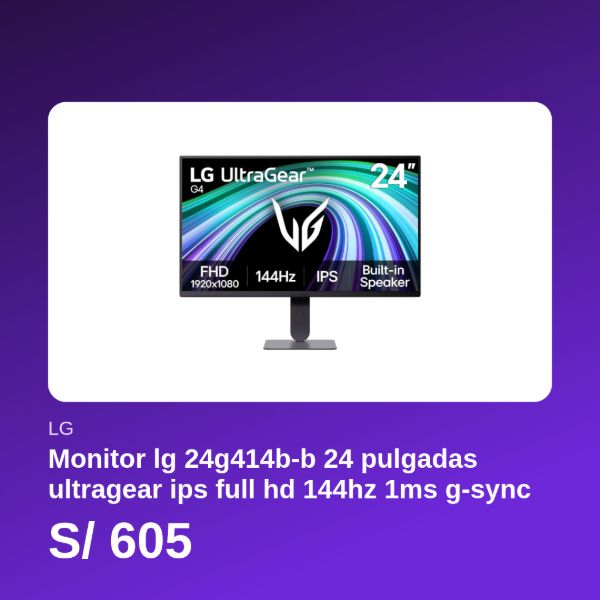 LG UltraGear™ 24"
G4
FHD 144Hz IPS Built-in
1920x1080 Speaker
LG
Monitor lg 24g414b-b 24 pulgadas
ultragear ips full hd 144hz 1ms g-sync
S/ 605